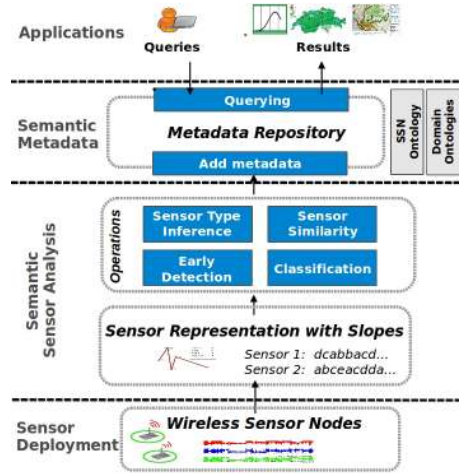 Applications
Queries
Results
Semantic
Metadata
Querying
Metadata Repository
Add metadata
SSN
Ontology
Domain
Ontologies
Semantic
Sensor Analysis
Operations
Sensor Type
Inference
Sensor
Similarity
Early
Detection
Classification
Sensor Representation with Slopes
Sensor 1: dcabbacd...
Sensor 2: abceacdda...
Sensor
Deployment
Wireless Sensor Nodes